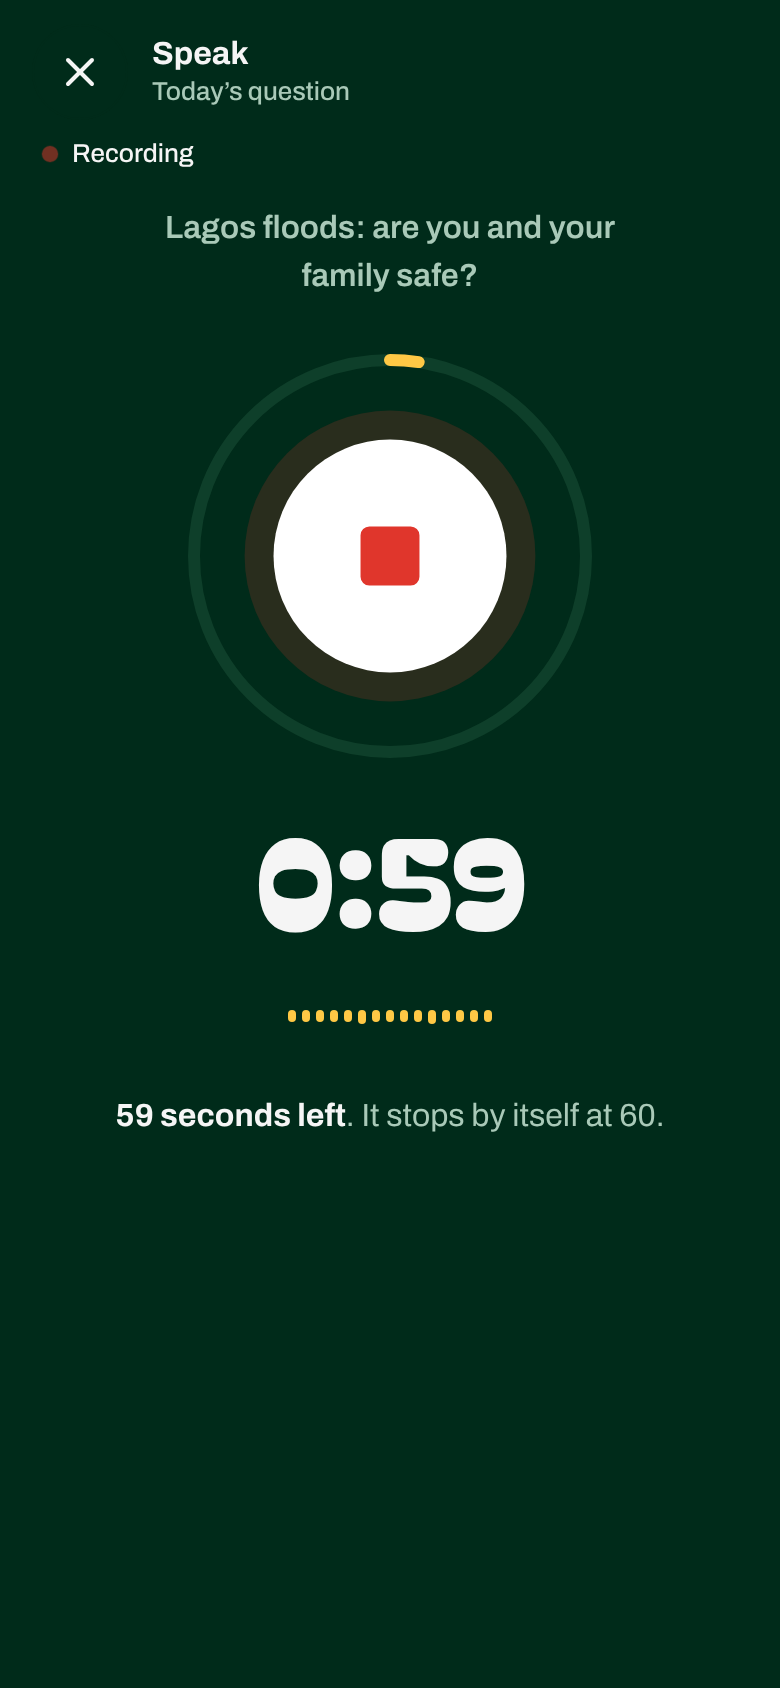 Speak
Today’s question
Recording
Lagos floods: are you and your
family safe?
0:59
59 seconds left. It stops by itself at 60.